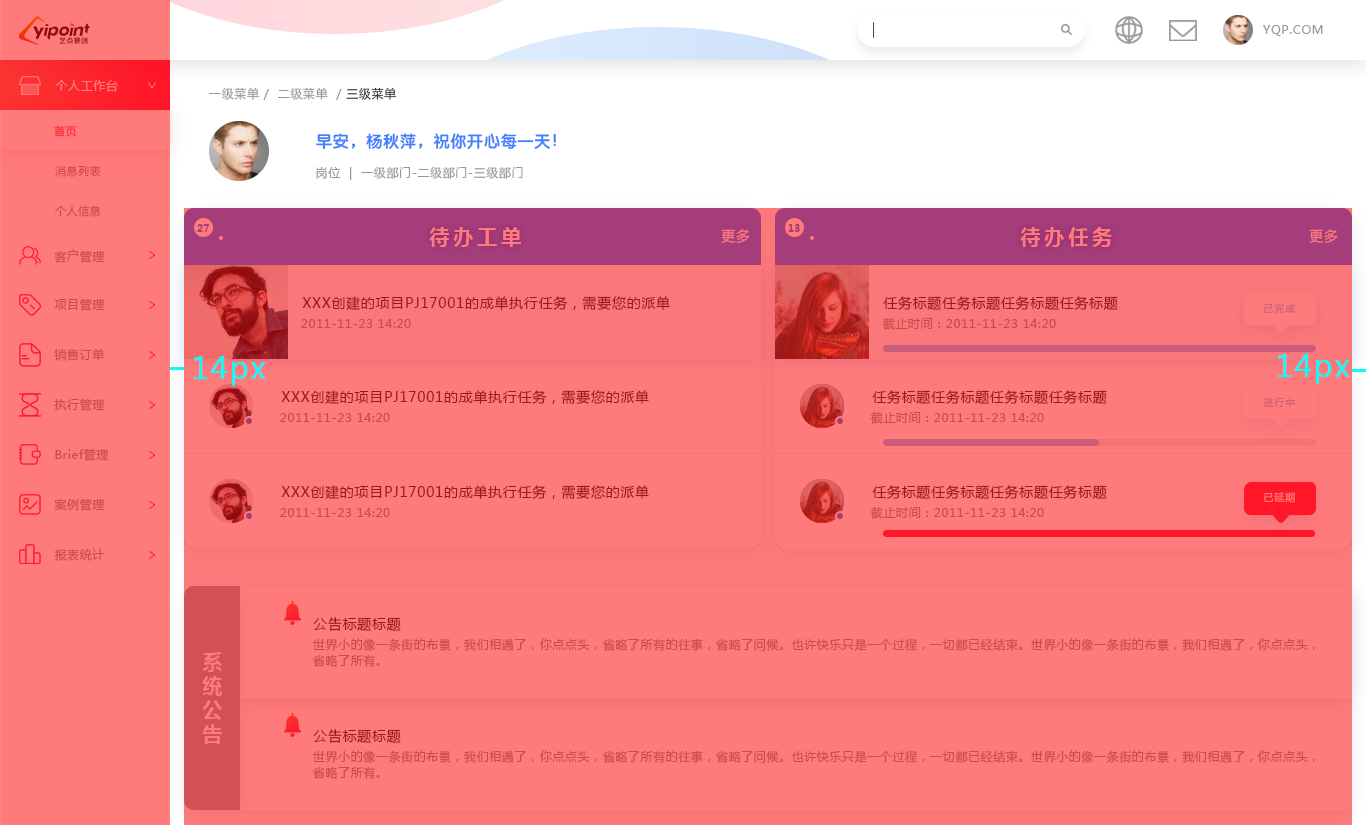 yipoint
艺点意创
YQP.COM
个人工作台
首页
消息列表
个人信息
客户管理
项目管理
销售订单
执行管理
Brief管理
案例管理
报表统计
一级菜单 / 二级菜单 / 三级菜单
早安，杨秋萍，祝你开心每一天！
岗位 | 一级部门-二级部门-三级部门
27
待办工单
更多
XXX创建的项目PJ17001的成单执行任务，需要您的派单
2011-11-23 14:20
14px
XXX创建的项目PJ17001的成单执行任务，需要您的派单
2011-11-23 14:20
XXX创建的项目PJ17001的成单执行任务，需要您的派单
2011-11-23 14:20
18
待办任务
更多
任务标题任务标题任务标题任务标题
截止时间：2011-11-23 14:20
已完成
14px
任务标题任务标题任务标题任务标题
截止时间：2011-11-23 14:20
进行中
任务标题任务标题任务标题任务标题
截止时间：2011-11-23 14:20
已延期
系统公告
公告标题标题
世界小的像一条街的布景，我们相遇了，你点点头，省略了所有的往事，省略了问候。也许快乐只是一个过程，一切都已经结束。世界小的像一条街的布景，我们相遇了，你点点头，
省略了所有。
公告标题标题
世界小的像一条街的布景，我们相遇了，你点点头，省略了所有的往事，省略了问候。也许快乐只是一个过程，一切都已经结束。世界小的像一条街的布景，我们相遇了，你点点头，
省略了所有。